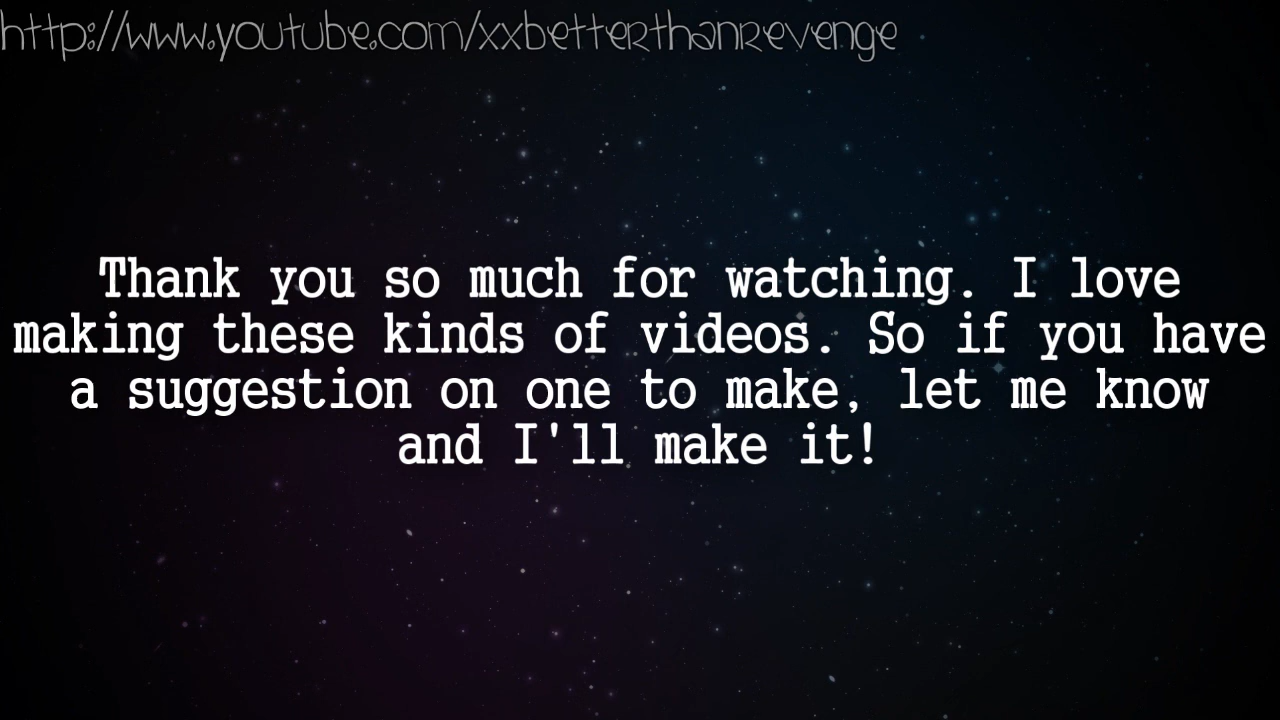 http://www.youtube.com/xxbetterthanrevenge
Thank you so much for watching. I love
making these kinds of videos. So if you have
a suggestion on one to make, let me know
and I'll make it!